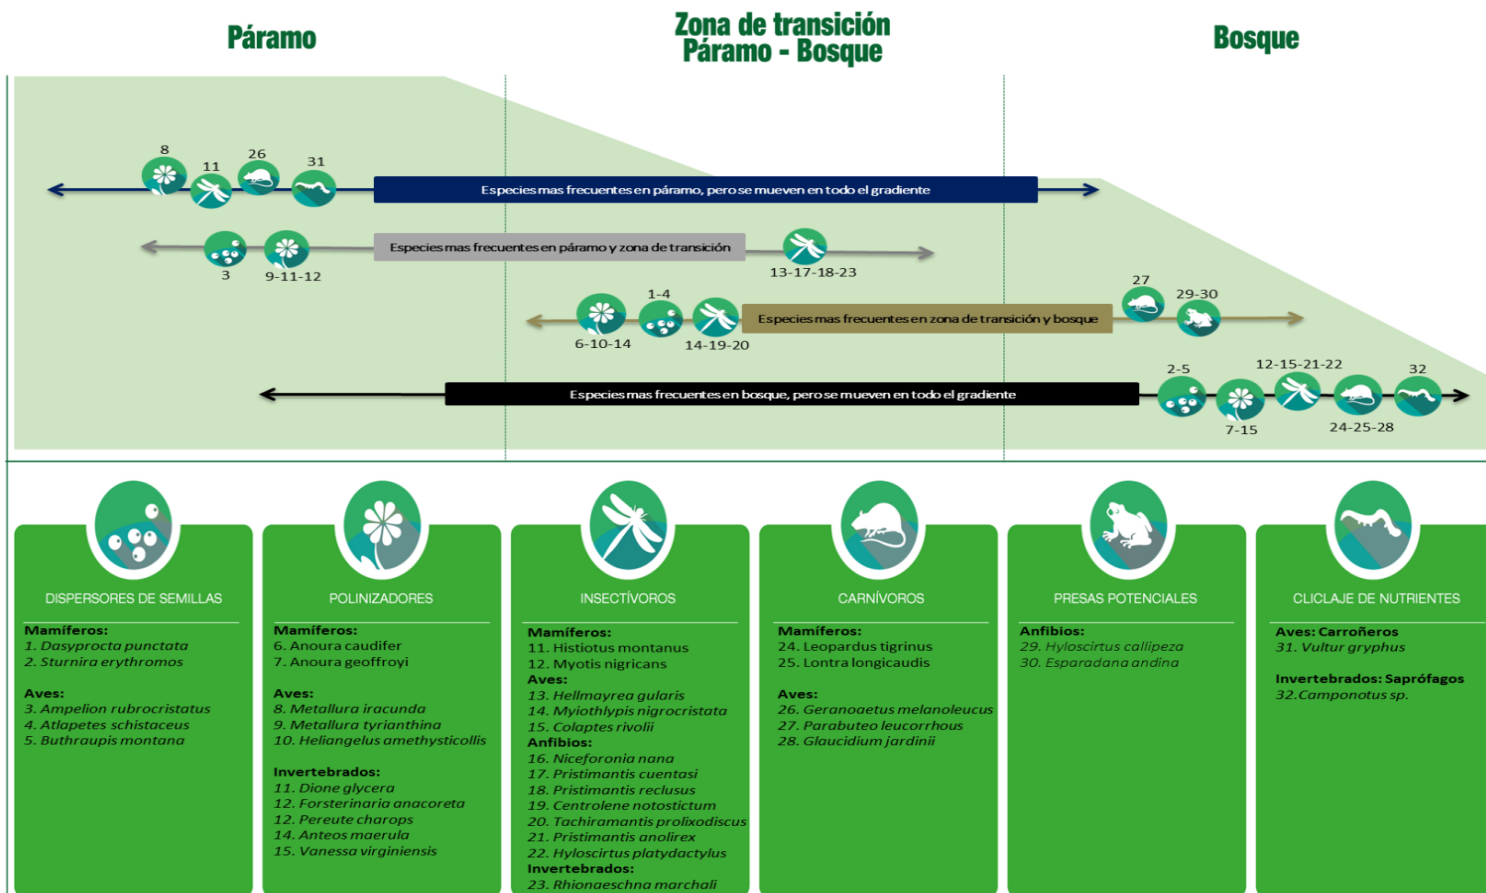 Páramo
Zona de transición
Páramo - Bosque
Bosque
8
11
26
31
Especies mas frecuentes en páramo, pero se mueven en todo el gradiente
3
9-11-12
Especies mas frecuentes en páramo y zona de transición
13-17-18-23
6-10-14
1-4
14-19-20
Especies mas frecuentes en zona de transición y bosque
27
29-30
Especies mas frecuentes en bosque, pero se mueven en todo el gradiente
2-5
7-15
12-15-21-22
24-25-28
32
DISPERSORES DE SEMILLAS
Mamíferos:
1. Dasyprocta punctata
2. Sturnira erythromos
Aves:
3. Ampelion rubrocristatus
4. Atlapetes schistaceus
5. Buthraupis montana
POLINIZADORES
Mamíferos:
6. Anoura caudifer
7. Anoura geoffroyi
Aves:
8. Metallura iracunda
9. Metallura tyrianthina
10. Heliangelus amethysticollis
Invertebrados:
11. Dione glycera
12. Forsterinaria anacoreta
12. Pereute charops
14. Anteos maerula
15. Vanessa virginiensis
INSECTÍVOROS
Mamíferos:
11. Histiotus montanus
12. Myotis nigricans
Aves:
13. Hellmayrea gularis
14. Myiothlypis nigrocristata
15. Colaptes rivolii
Anfibios:
16. Niceforonia nana
17. Pristimantis cuentasi
18. Pristimantis reclusus
19. Centrolene notostictum
20. Tachiramantis prolixodiscus
21. Pristimantis anolirex
22. Hyloscirtus platydactylus
Invertebrados:
23. Rhionaeschna marchali
CARNÍVOROS
Mamíferos:
24. Leopardus tigrinus
25. Lontra longicaudis
Aves:
26. Geranoaetus melanoleucus
27. Parabuteo leucorrhous
28. Glaucidium jardinii
PRESAS POTENCIALES
Anfibios:
29. Hyloscirtus callipeza
30. Esparadana andina
CLICLAJE DE NUTRIENTES
Aves: Carroñeros
31. Vultur gryphus
Invertebrados: Saprófagos
32.Camponotus sp.